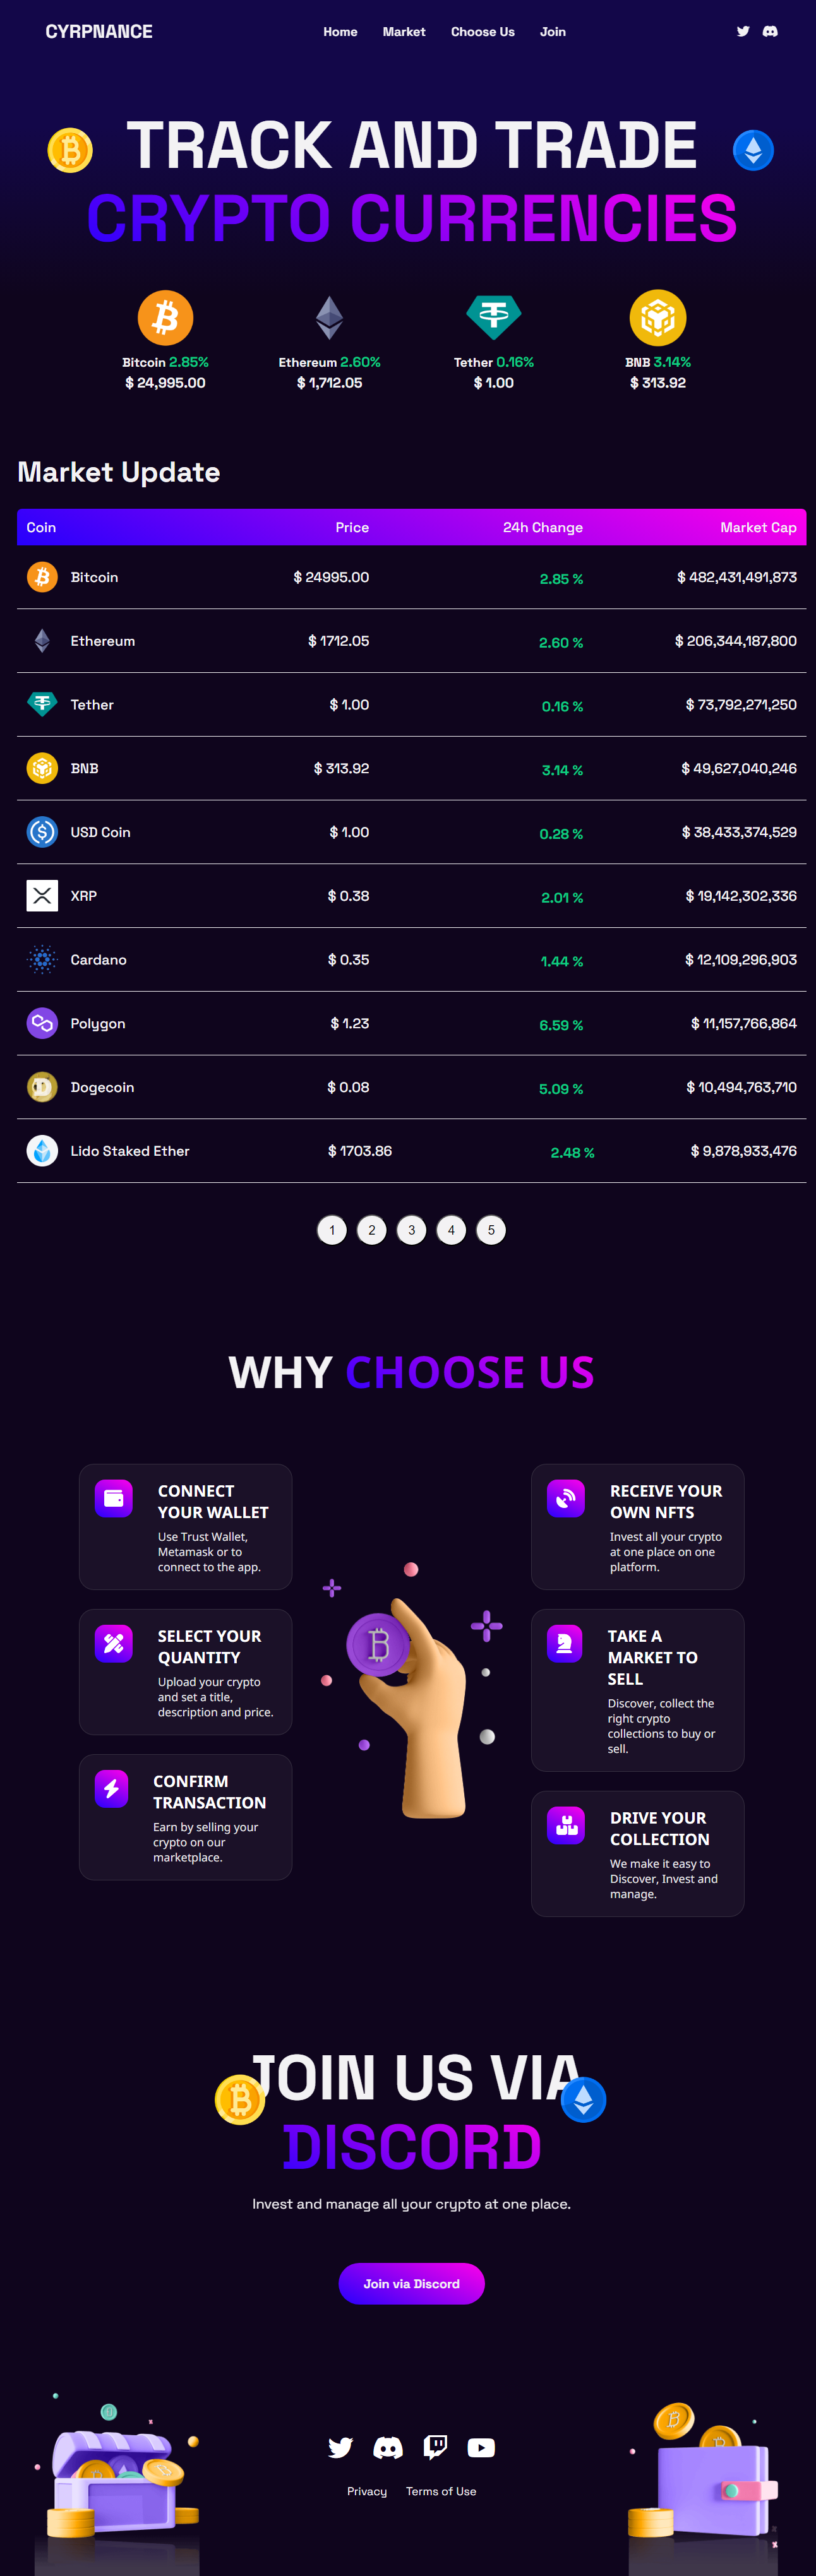 CYRPNANCE
Home Market Choose Us Join
TRACK AND TRADE
CRYPTO CURRENCIES
Bitcoin 2.85%
$ 24,995.00
Ethereum 2.60%
$ 1,712.05
Tether 0.16%
$ 1.00
BNB 3.14%
$ 313.92
Market Update
Coin Price 24h Change Market Cap
Bitcoin $ 24995.00 2.85 % $ 482,431,491,873
Ethereum $ 1712.05 2.60 % $ 206,344,187,800
Tether $ 1.00 0.16 % $ 73,792,271,250
BNB $ 313.92 3.14 % $ 49,627,040,246
USD Coin $ 1.00 0.28 % $ 38,433,374,529
XRP $ 0.38 2.01 % $ 19,142,302,336
Cardano $ 0.35 1.44 % $ 12,109,296,903
Polygon $ 1.23 6.59 % $ 11,157,766,864
Dogecoin $ 0.08 5.09 % $ 10,494,763,710
Lido Staked Ether $ 1703.86 2.48 % $ 9,878,933,476
1 2 3 4 5
WHY CHOOSE US
CONNECT
YOUR WALLET
Use Trust Wallet,
Metamask or to
connect to the app.
SELECT YOUR
QUANTITY
Upload your crypto
and set a title,
description and price.
CONFIRM
TRANSACTION
Earn by selling your
crypto on our
marketplace.
RECEIVE YOUR
OWN NFTS
Invest all your crypto
at one place on one
platform.
TAKE A
MARKET TO
SELL
Discover, collect the
right crypto
collections to buy or
sell.
DRIVE YOUR
COLLECTION
We make it easy to
Discover, Invest and
manage.
JOIN US VIA
DISCORD
Invest and manage all your crypto at one place.
Join via Discord
Privacy Terms of Use